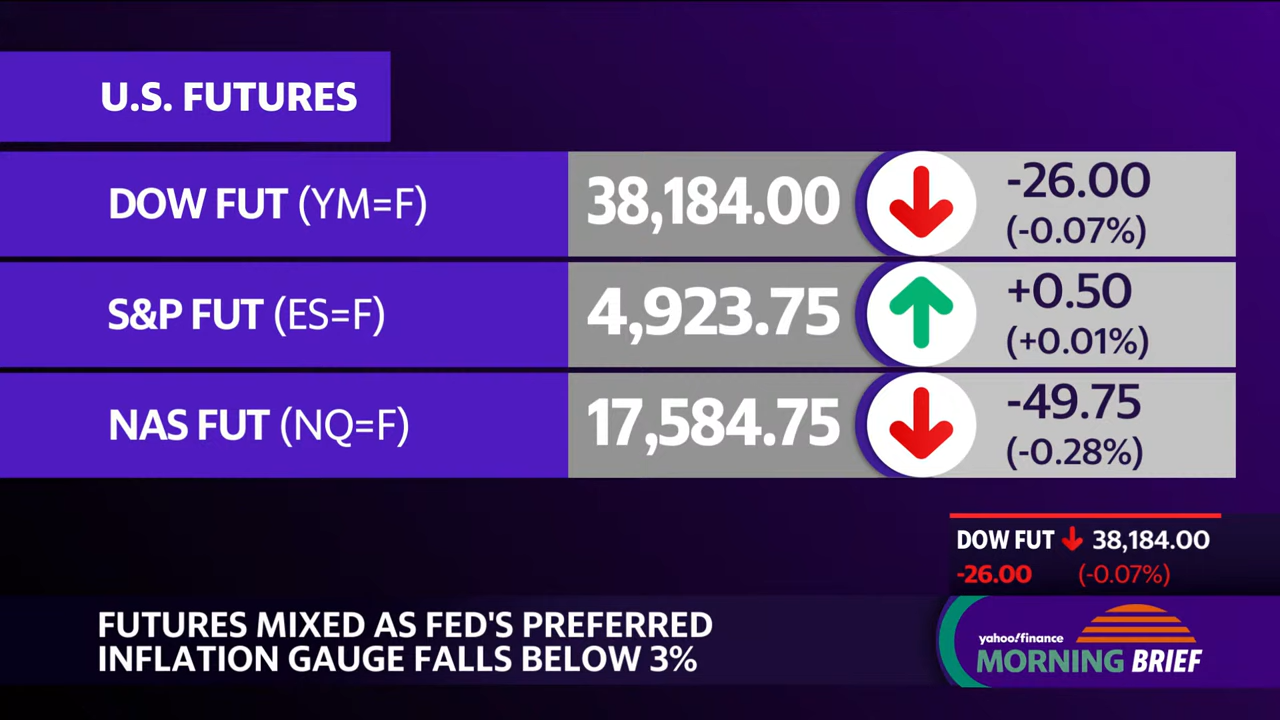 U.S. FUTURES
DOW FUT (YM=F) 38,184.00 -26.00
(-0.07%)
S&P FUT (ES=F) 4,923.75 +0.50
(+0.01%)
NAS FUT (NQ=F) 17,584.75 -49.75
(-0.28%)
DOW FUT 38,184.00
-26.00 (-0.07%)
FUTURES MIXED AS FED'S PREFERRED
INFLATION GAUGE FALLS BELOW 3%
yahoo!finance
MORNING BRIEF